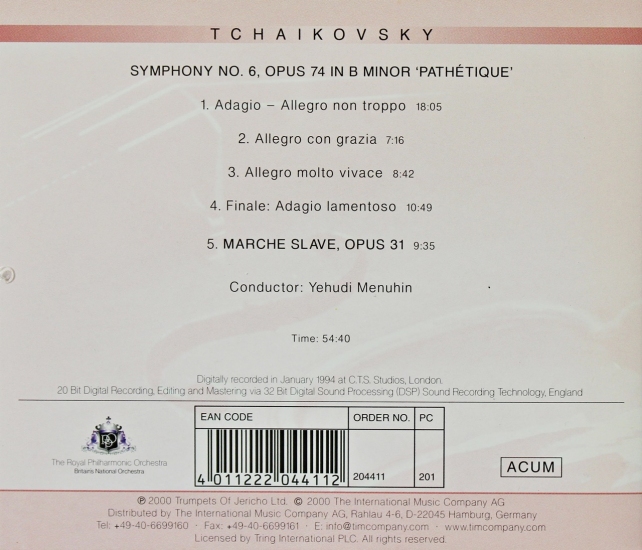 TCHAIKOVSKY
SYMPHONY NO. 6, OPUS 74 IN B MINOR ‘PATHÉTIQUE’
1. Adagio – Allegro non troppo 18:05
2. Allegro con grazia 7:16
3. Allegro molto vivace 8:42
4. Finale: Adagio lamentoso 10:49
5. MARCHE SLAVE, OPUS 31 9:35
Conductor: Yehudi Menuhin
Time: 54:40
Digitally recorded in January 1994 at C.T.S. Studios, London.
20 Bit Digital Recording, Editing and Mastering via 32 Bit Digital Sound Processing (DSP) Sound Recording Technology, England
EAN CODE ORDER NO. PC
4 011222 044112 204411 201
RPO
The Royal Philharmonic Orchestra
Britain's National Orchestra
ACUM
℗ 2000 Trumpets Of Jericho Ltd. © 2000 The International Music Company AG
Distributed by The International Music Company AG, Rahlau 4-6, D-22045 Hamburg, Germany
Tel: +49-40-6699160 · Fax: +49-40-6699161 · E: info@timcompany.com · www.timcompany.com
Licensed by Tring International PLC. All rights reserved.